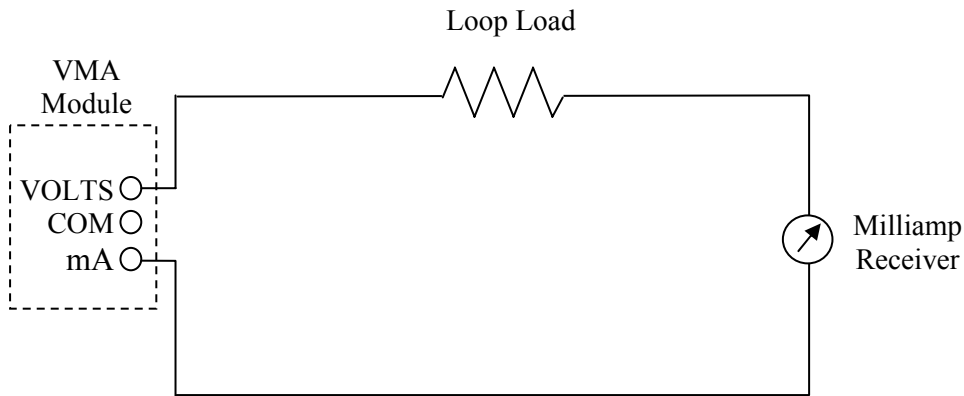 Loop Load
VMA
Module
VOLTS
COM
mA
Milliamp
Receiver